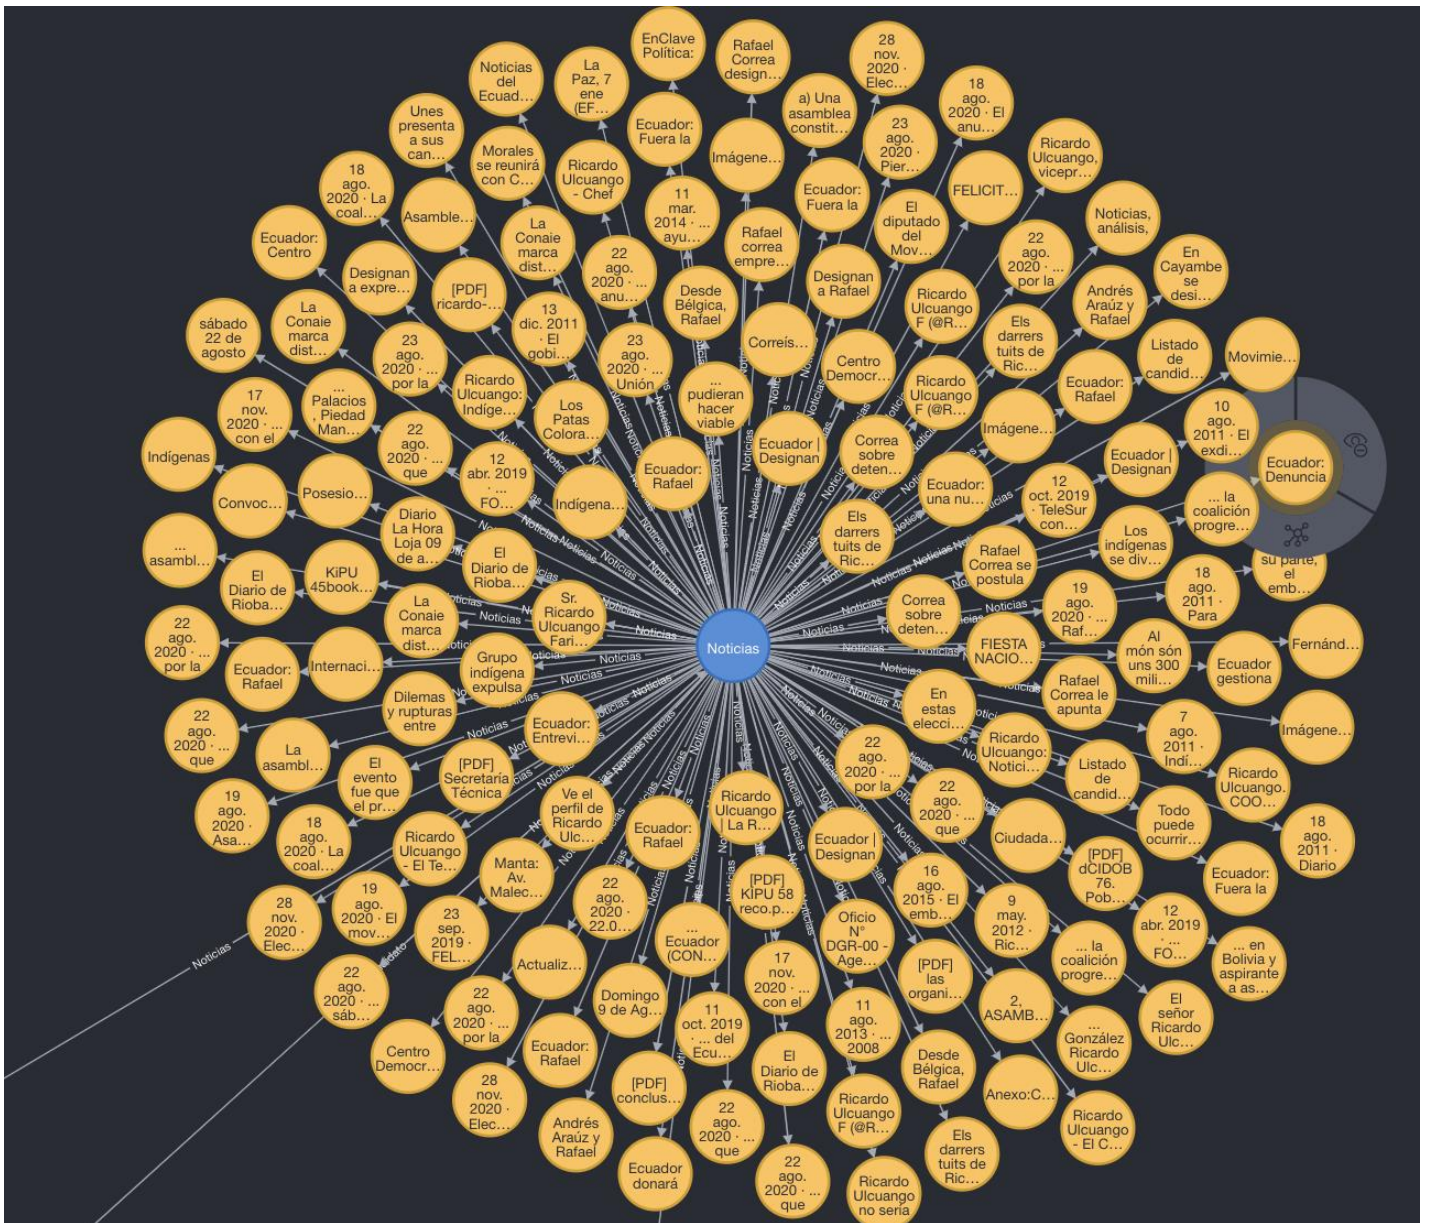 EnClave
Política:
Rafael
Correa
design...
28
nov.
2020 ·
Elec...
Noticias
del
Ecuad...
La
Paz, 7
ene
(EF...
a) Una
asamblea
constit...
18
ago.
2020 · El
anu...
Unes
presenta
a sus
can...
Morales
se reunirá
con C...
Ricardo
Ulcuango
- Chef
Ecuador:
Fuera la
Imágene...
23
ago.
2020 ·
Pier...
Ricardo
Ulcuango,
vicepr...
18
ago.
2020 · La
coal...
Asamble...
La
Conaie
marca
dist...
11
mar.
2014 · ...
ayu...
Rafael
correa
empre...
Ecuador:
Fuera la
El
diputado
del
Mov...
FELICIT...
Noticias,
análisis,
Ecuador:
Centro
Designan
a expre...
[PDF]
ricardo-...
22
ago.
2020 · ...
anu...
Desde
Bélgica,
Rafael
Designan
a Rafael
Ricardo
Ulcuango
F (@R...
22
ago.
2020 · ...
por la
En
Cayambe
se
desi...
sábado
22 de
agosto
La
Conaie
marca
dist...
23
ago.
2020 · ...
por la
13
dic. 2011
· El
gobi...
23
ago.
2020 · ...
Unión
Correís...
Centro
Democr...
Els
darrers
tuits de
Ric...
Andrés
Araúz y
Rafael
Listado
de
candid...
Movimie...
17
nov.
2020 · ...
con el
...
Palacios
, Piedad
Man...
Ricardo
Ulcuango:
Indíge...
Los
Patas
Colora...
...
pudieran
hacer
viable
Ricardo
Ulcuango
F (@R...
Ecuador:
Rafael
10
ago.
2011 · El
exdi...
Indígenas
22
ago.
2020 · ...
que
12
abr. 2019
· ...
FO...
Ecuador:
Rafael
Ecuador |
Designan
Correa
sobre
deten...
Imágene...
Ecuador |
Designan
Ecuador:
Denuncia
Convoc...
Posesio...
Indígena...
Ecuador:
una nu...
12
oct. 2019
· TeleSur
con...
... la
coalición
progre...
...
asambl...
Diario
La Hora
Loja 09
de a...
Els
darrers
tuits de
Ric...
Los
indígenas
se div...
El
Diario de
Rioba...
KiPU
45book...
El
Diario de
Rioba...
Rafael
Correa se
postula
su parte,
el
emb...
22
ago.
2020 · ...
por la
La
Conaie
marca
dist...
Sr.
Ricardo
Ulcuango
Fari...
Noticias
Correa
sobre
deten...
19
ago.
2020 · ...
Raf...
18
ago.
2011 ·
Para
Ecuador:
Rafael
Internaci...
Grupo
indígena
expulsa
FIESTA
NACIO...
Al
món són
uns 300
mili...
Ecuador
gestiona
Fernánd...
22
ago.
2020 · ...
que
Dilemas
y rupturas
entre
Ecuador:
Entrevi...
En
estas
elecci...
Rafael
Correa le
apunta
7
ago.
2011 ·
Indí...
Imágene...
La
asambl...
El
evento
fue que
el pr...
[PDF]
Secretaría
Técnica
22
ago.
2020 · ...
por la
Ricardo
Ulcuango:
Notici...
Listado
de
candid...
Ricardo
Ulcuango.
COO...
19
ago.
2020 ·
Asa...
18
ago.
2020 · La
coal...
Ricardo
Ulcuango
- El Te...
Ve el
perfil de
Ricardo
Ulc...
Ecuador:
Rafael
Ricardo
Ulcuango
| La R...
Ecuador |
Designan
22
ago.
2020 · ...
que
Ciudada...
Todo
puede
ocurrir...
18
ago.
2011 ·
Diario
28
nov.
2020 ·
Elec...
19
ago.
2020 · El
mov...
Manta:
Av.
Malec...
22
ago.
2020 ·
22.0...
[PDF]
KiPU 58
reco.p...
16
ago.
2015 · El
emb...
[PDF]
dCIDOB
76.
Pob...
Ecuador:
Fuera la
Noticias
23
sep.
2019 ·
FEL...
...
Ecuador
(CON...
Oficio
N°
DGR-00 -
Age...
9
may.
2012 ·
Ric...
12
abr. 2019
· ...
FO...
22
ago.
2020 · ...
sáb...
Actualiz...
17
nov.
2020 · ...
con el
[PDF]
las
organi...
... la
coalición
progre...
... en
Bolivia y
aspirante
a as...
22
ago.
2020 · ...
por la
Domingo
9 de Ag...
11
oct. 2019
· ... del
Ecu...
11
ago.
2013 · ...
2008
2,
ASAMB...
El
señor
Ricardo
Ulc...
Centro
Democr...
Ecuador:
Rafael
[PDF]
conclus...
El
Diario de
Rioba...
Desde
Bélgica,
Rafael
...
González
Ricardo
Ulc...
28
nov.
2020 ·
Elec...
Andrés
Araúz y
Rafael
22
ago.
2020 · ...
que
Ricardo
Ulcuango
F (@R...
Anexo:C...
Ricardo
Ulcuango
- El C...
Ecuador
donará
22
ago.
2020 · ...
que
Ricardo
Ulcuango
no sería
Els
darrers
tuits de
Ric...